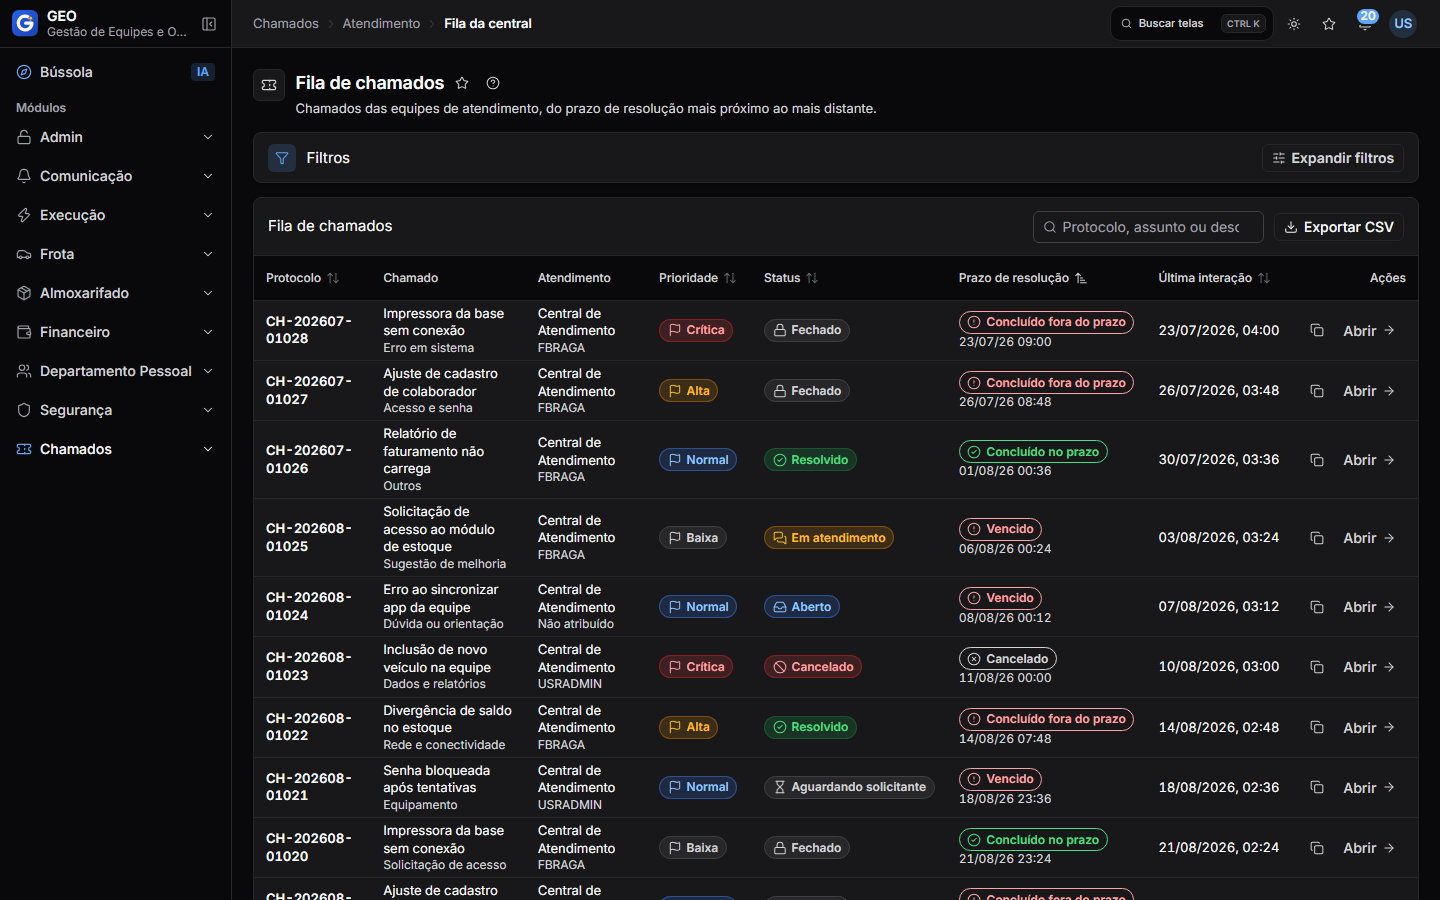 GEO
Gestão de Equipes e O...
Chamados
Atendimento
Fila da central
Buscar telas
CTRL K
20
US
Bússola
IA
Módulos
Admin
Comunicação
Execução
Frota
Almoxarifado
Financeiro
Departamento Pessoal
Segurança
Chamados
Fila de chamados
Chamados das equipes de atendimento, do prazo de resolução mais próximo ao mais distante.
Filtros
Expandir filtros
Fila de chamados
Protocolo, assunto ou desc
Exportar CSV
Protocolo
Chamado
Atendimento
Prioridade
Status
Prazo de resolução
Última interação
Ações
CH-202607-
01028
Impressora da base
sem conexão
Erro em sistema
Central de
Atendimento
FBRAGA
Crítica
Fechado
Concluído fora do prazo
23/07/26 09:00
23/07/2026, 04:00
Abrir
CH-202607-
01027
Ajuste de cadastro
de colaborador
Acesso e senha
Central de
Atendimento
FBRAGA
Alta
Fechado
Concluído fora do prazo
26/07/26 08:48
26/07/2026, 03:48
Abrir
CH-202607-
01026
Relatório de
faturamento não
carrega
Outros
Central de
Atendimento
FBRAGA
Normal
Resolvido
Concluído no prazo
01/08/26 00:36
30/07/2026, 03:36
Abrir
CH-202608-
01025
Solicitação de
acesso ao módulo
de estoque
Sugestão de melhoria
Central de
Atendimento
FBRAGA
Baixa
Em atendimento
Vencido
06/08/26 00:24
03/08/2026, 03:24
Abrir
CH-202608-
01024
Erro ao sincronizar
app da equipe
Dúvida ou orientação
Central de
Atendimento
Não atribuído
Normal
Aberto
Vencido
08/08/26 00:12
07/08/2026, 03:12
Abrir
CH-202608-
01023
Inclusão de novo
veículo na equipe
Dados e relatórios
Central de
Atendimento
USRADMIN
Crítica
Cancelado
Cancelado
11/08/26 00:00
10/08/2026, 03:00
Abrir
CH-202608-
01022
Divergência de saldo
no estoque
Rede e conectividade
Central de
Atendimento
FBRAGA
Alta
Resolvido
Concluído fora do prazo
14/08/26 07:48
14/08/2026, 02:48
Abrir
CH-202608-
01021
Senha bloqueada
após tentativas
Equipamento
Central de
Atendimento
USRADMIN
Normal
Aguardando solicitante
Vencido
18/08/26 23:36
18/08/2026, 02:36
Abrir
CH-202608-
01020
Impressora da base
sem conexão
Solicitação de acesso
Central de
Atendimento
FBRAGA
Baixa
Fechado
Concluído no prazo
21/08/26 23:24
21/08/2026, 02:24
Abrir
CH-202608-
Ajuste de cadastro
Central de
Concluído fora do prazo